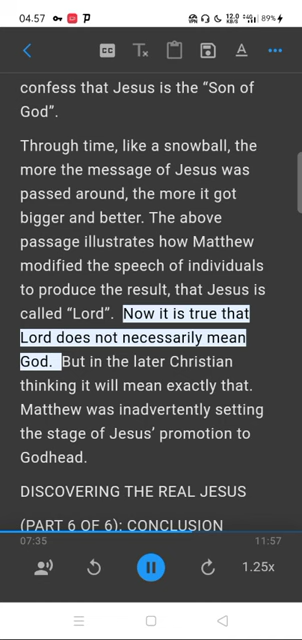 04.57
12.0
KB/S
89%
CC
confess that Jesus is the “Son of
God”.
Through time, like a snowball, the
more the message of Jesus was
passed around, the more it got
bigger and better. The above
passage illustrates how Matthew
modified the speech of individuals
to produce the result, that Jesus is
called “Lord”. Now it is true that
Lord does not necessarily mean
God. But in the later Christian
thinking it will mean exactly that.
Matthew was inadvertently setting
the stage of Jesus’ promotion to
Godhead.
DISCOVERING THE REAL JESUS
(PART 6 OF 6): CONCLUSION
07:35
11:57
1.25x